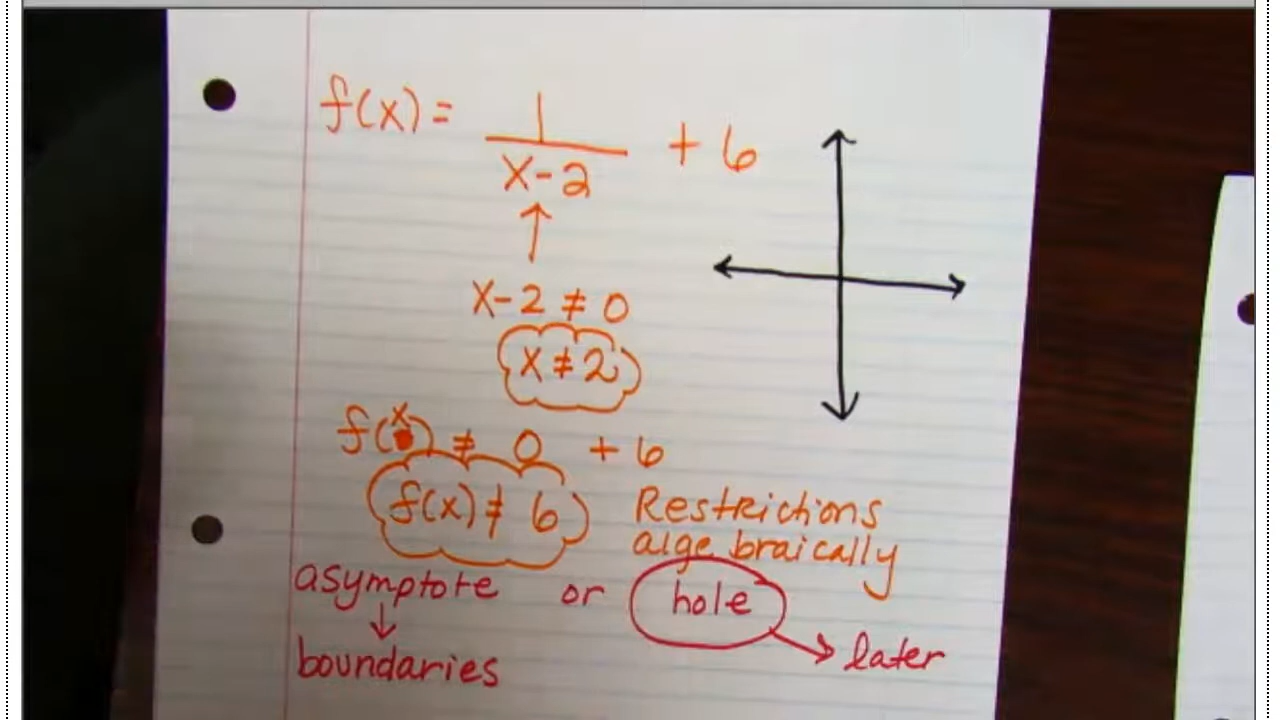 f(x) = 1/(x-2) + 6
x-2 ≠ 0
x ≠ 2
f(x) ≠ 0 + 6
f(x) ≠ 6
Restrictions
algebraically
asymptote or hole
boundaries
later